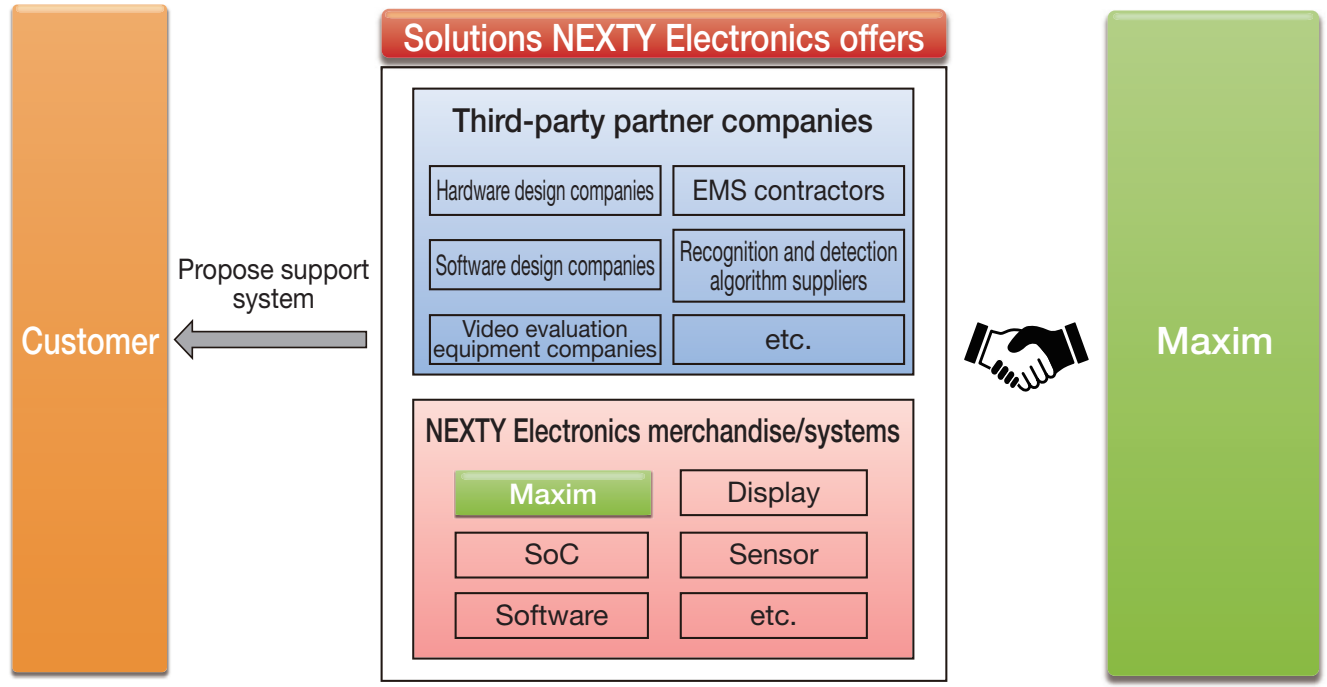 Solutions NEXTY Electronics offers
Third-party partner companies
Hardware design companies
EMS contractors
Software design companies
Recognition and detection
algorithm suppliers
Video evaluation
equipment companies
etc.
Propose support
system
Customer
Maxim
NEXTY Electronics merchandise/systems
Maxim
Display
SoC
Sensor
Software
etc.